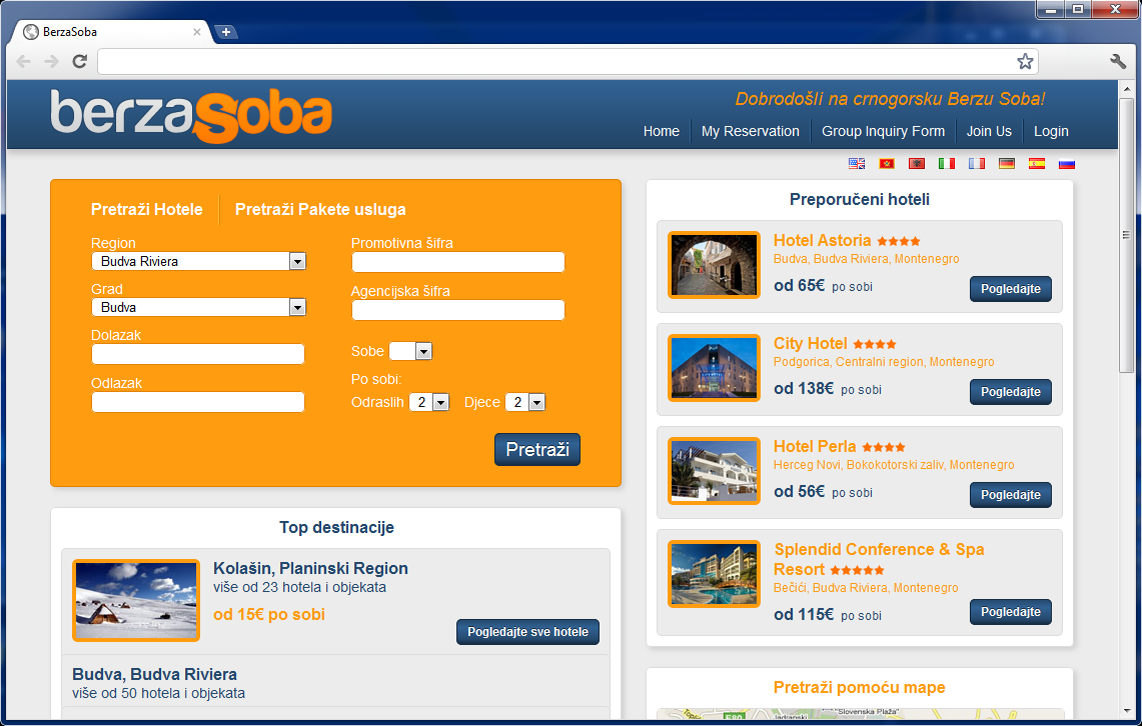 BerzaSoba
berzaSoba
Dobrodošli na crnogorsku Berzu Soba!
Home
My Reservation
Group Inquiry Form
Join Us
Login
Pretraži Hotele
Pretraži Pakete usluga
Region
Budva Riviera
Grad
Budva
Dolazak
Odlazak
Promotivna šifra
Agencijska šifra
Sobe
Po sobi:
Odraslih 2 Djece 2
Pretraži
Top destinacije
Kolašin, Planinski Region
više od 23 hotela i objekata
od 15€ po sobi
Pogledajte sve hotele
Budva, Budva Riviera
više od 50 hotela i objekata
Preporučeni hoteli
Hotel Astoria
Budva, Budva Riviera, Montenegro
od 65€ po sobi
Pogledajte
City Hotel
Podgorica, Centralni region, Montenegro
od 138€ po sobi
Pogledajte
Hotel Perla
Herceg Novi, Bokokotorski zaliv, Montenegro
od 56€ po sobi
Pogledajte
Splendid Conference & Spa
Resort
Bečići, Budva Riviera, Montenegro
od 115€ po sobi
Pogledajte
Pretraži pomoću mape
"Slovenska Plaža"